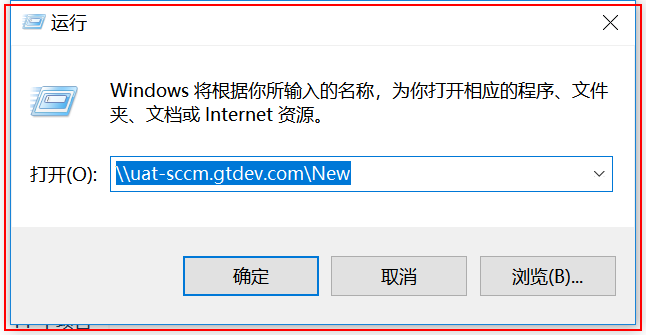 运行
Windows 将根据你所输入的名称，为你打开相应的程序、文件
夹、文档或 Internet 资源。
打开(O): \\uat-sccm.gtdev.com\New
确定 取消 浏览(B)...